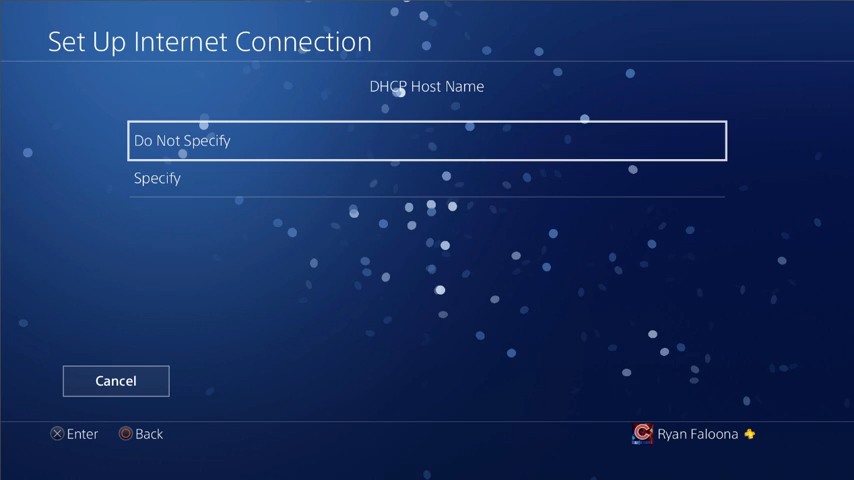 Set Up Internet Connection
DHCP Host Name
Do Not Specify
Specify
Cancel
Enter
Back
Ryan Faloona